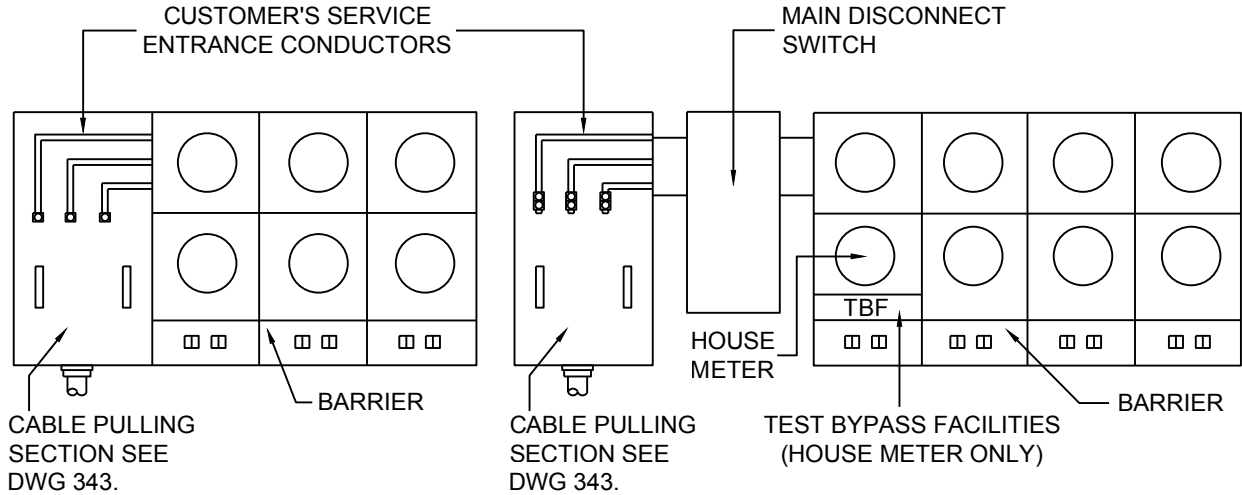 CUSTOMER'S SERVICE
ENTRANCE CONDUCTORS
MAIN DISCONNECT
SWITCH
TBF
HOUSE
METER
BARRIER
BARRIER
CABLE PULLING
SECTION SEE
DWG 343.
CABLE PULLING
SECTION SEE
DWG 343.
TEST BYPASS FACILITIES
(HOUSE METER ONLY)